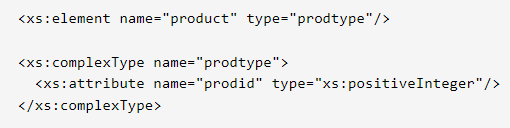 <xs:element name="product" type="prodtype"/>

<xs:complexType name="prodtype">
  <xs:attribute name="prodid" type="xs:positiveInteger"/>
</xs:complexType>